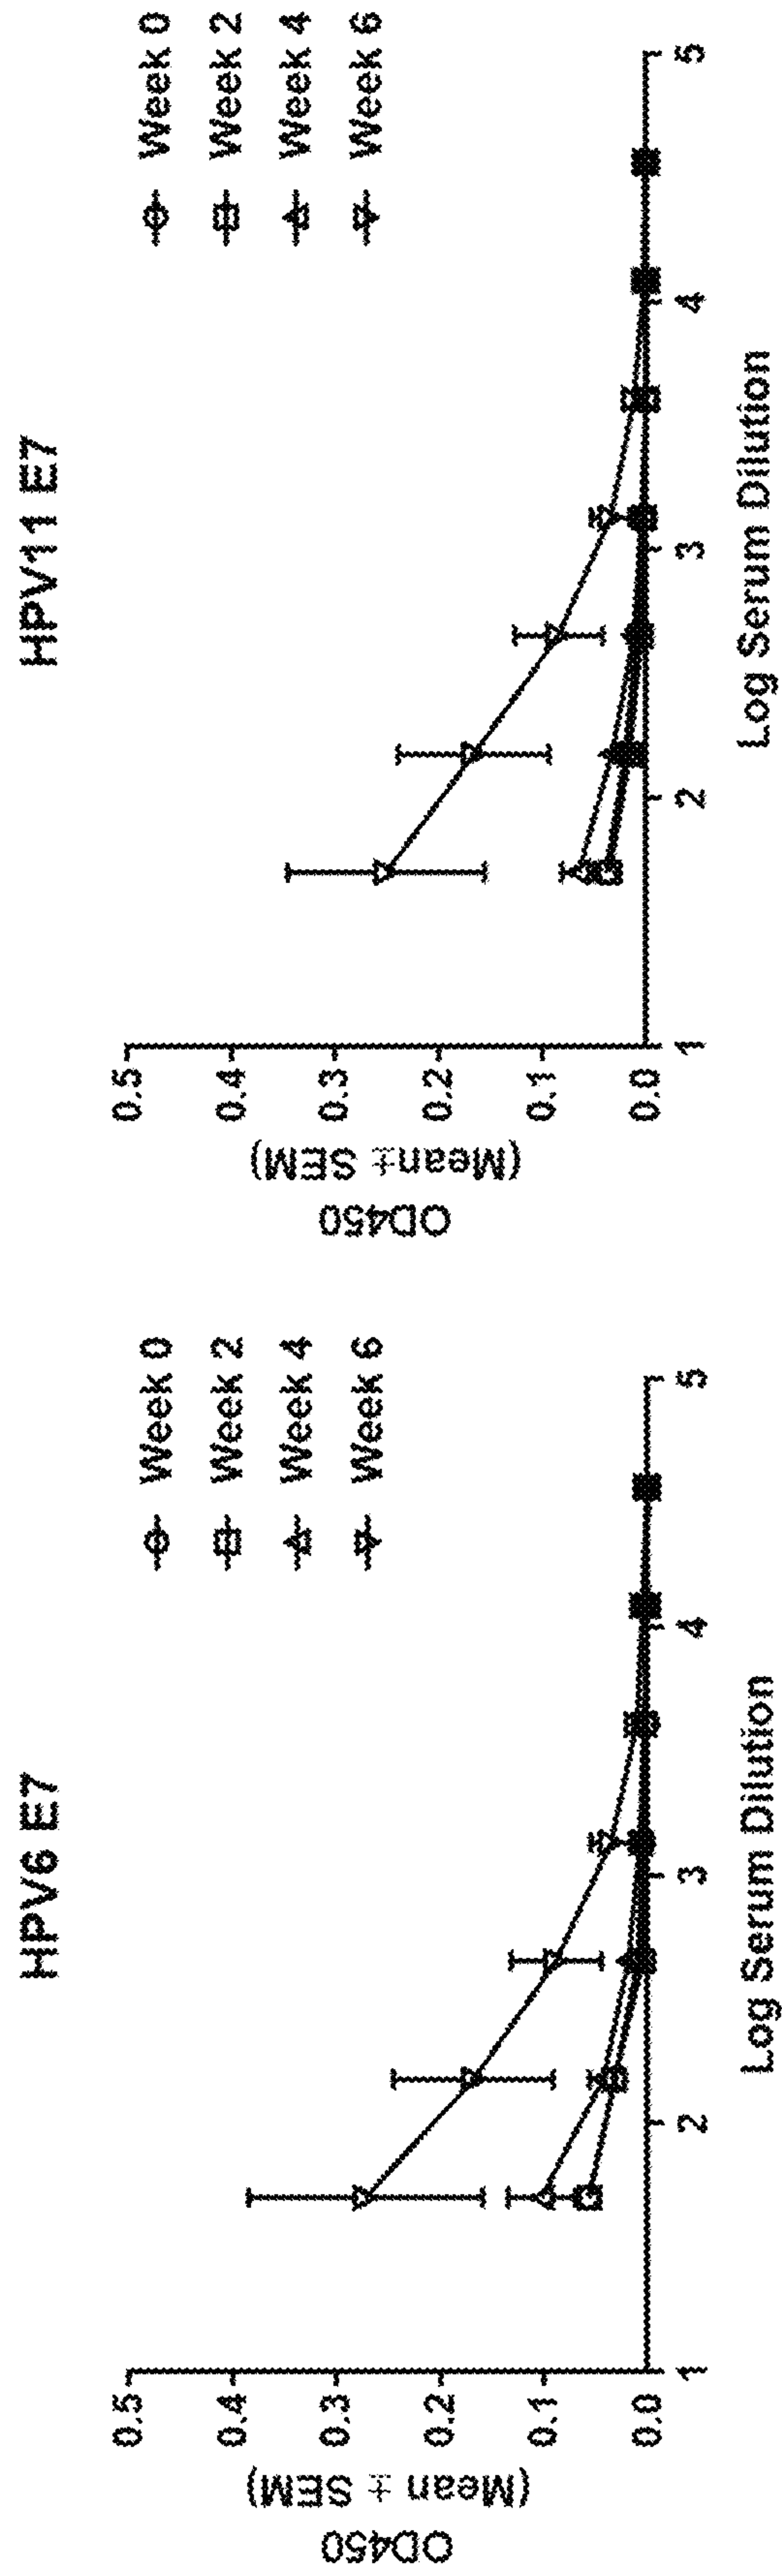 HPV6 E7
OD450
(Mean ± SEM)
0.5
0.4
0.3
0.2
0.1
0.0
1
2
3
4
5
Log Serum Dilution
Week 0
Week 2
Week 4
Week 6
HPV11 E7
OD450
(Mean± SEM)
0.5
0.4
0.3
0.2
0.1
0.0
1
2
3
4
5
Log Serum Dilution
Week 0
Week 2
Week 4
Week 6